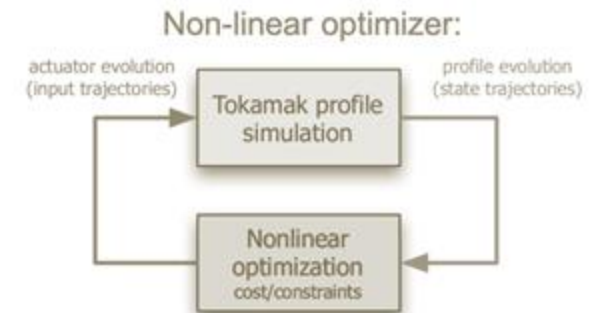 Non-linear optimizer:
actuator evolution
(input trajectories)
profile evolution
(state trajectories)
Tokamak profile
simulation
Nonlinear
optimization
cost/constraints